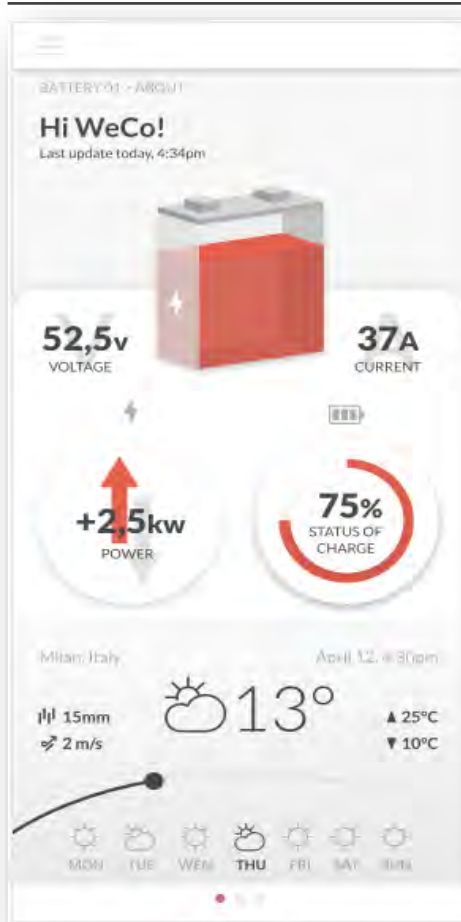 BATTERY 01 - ABOUT
Hi WeCo!
Last update today, 4:34pm
52,5v
VOLTAGE
37A
CURRENT
+2,5kw
POWER
75%
STATUS OF
CHARGE
Milan, Italy
April 12, 4:30pm
15mm
2 m/s
13°
▲ 25°C
▼ 10°C
MON TUE WEN THU FRI SAT SUN